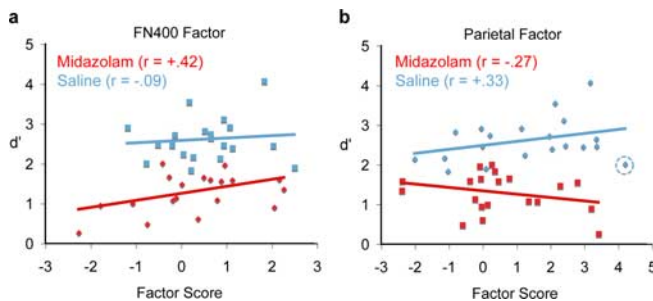 a
FN400 Factor
Midazolam (r = +.42)
Saline (r = -.09)
5
4
3
2
1
0
d'
-3 -2 -1 0 1 2 3
Factor Score
b
Parietal Factor
Midazolam (r = -.27)
Saline (r = +.33)
5
4
3
2
1
0
d'
-3 -2 -1 0 1 2 3 4 5
Factor Score